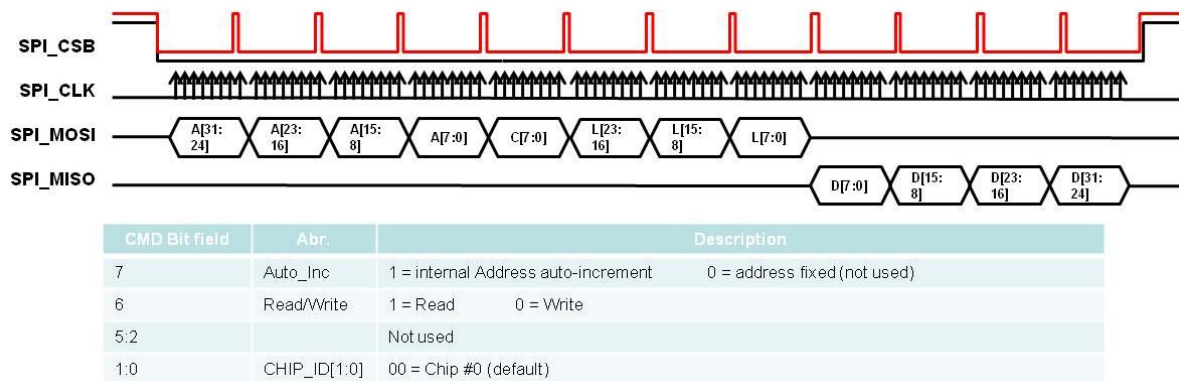 SPI_CSB
SPI_CLK
SPI_MOSI
A[31:
24]
A[23:
16]
A[15:
8]
A[7:0]
C[7:0]
L[23:
16]
L[15:
8]
L[7:0]
SPI_MISO
D[7:0]
D[15:
8]
D[23:
16]
D[31:
24]
CMD Bit field Abr. Description
7 Auto_Inc 1 = internal Address auto-increment 0 = address fixed (not used)
6 Read/Write 1 = Read 0 = Write
5:2 Not used
1:0 CHIP_ID[1:0] 00 = Chip #0 (default)